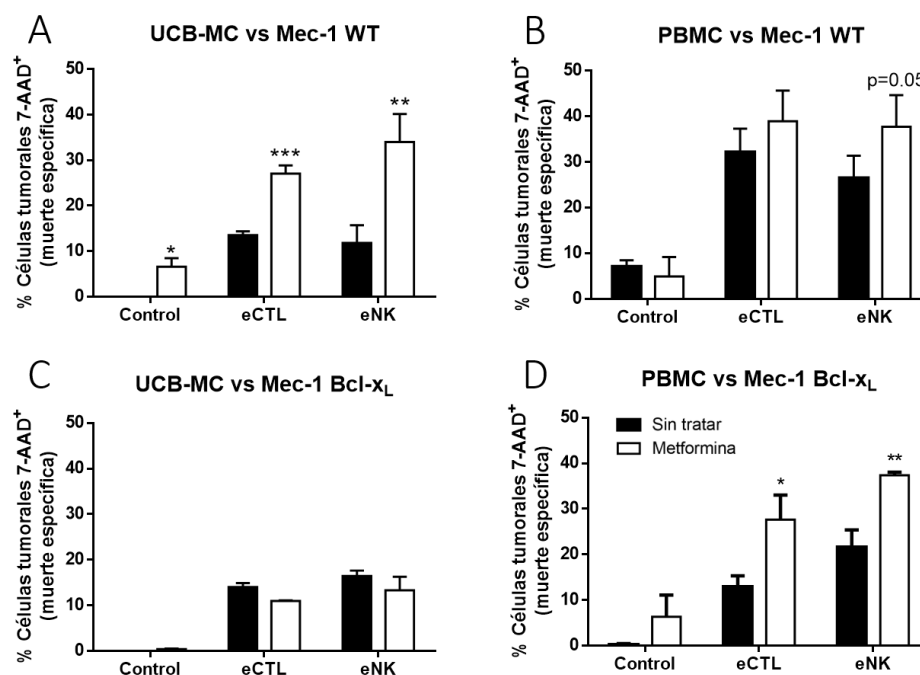 A
UCB-MC vs Mec-1 WT
% Células tumorales 7-AAD⁺
(muerte específica)
50
40
30
20
10
0
*
***
**
Control
eCTL
eNK
B
PBMC vs Mec-1 WT
% Células tumorales 7-AAD⁺
(muerte específica)
50
40
30
20
10
0
p=0.05
Control
eCTL
eNK
C
UCB-MC vs Mec-1 Bcl-xL
% Células tumorales 7-AAD⁺
(muerte específica)
50
40
30
20
10
0
Control
eCTL
eNK
D
PBMC vs Mec-1 Bcl-xL
% Células tumorales 7-AAD⁺
(muerte específica)
50
40
30
20
10
0
Sin tratar
Metformina
*
**
Control
eCTL
eNK